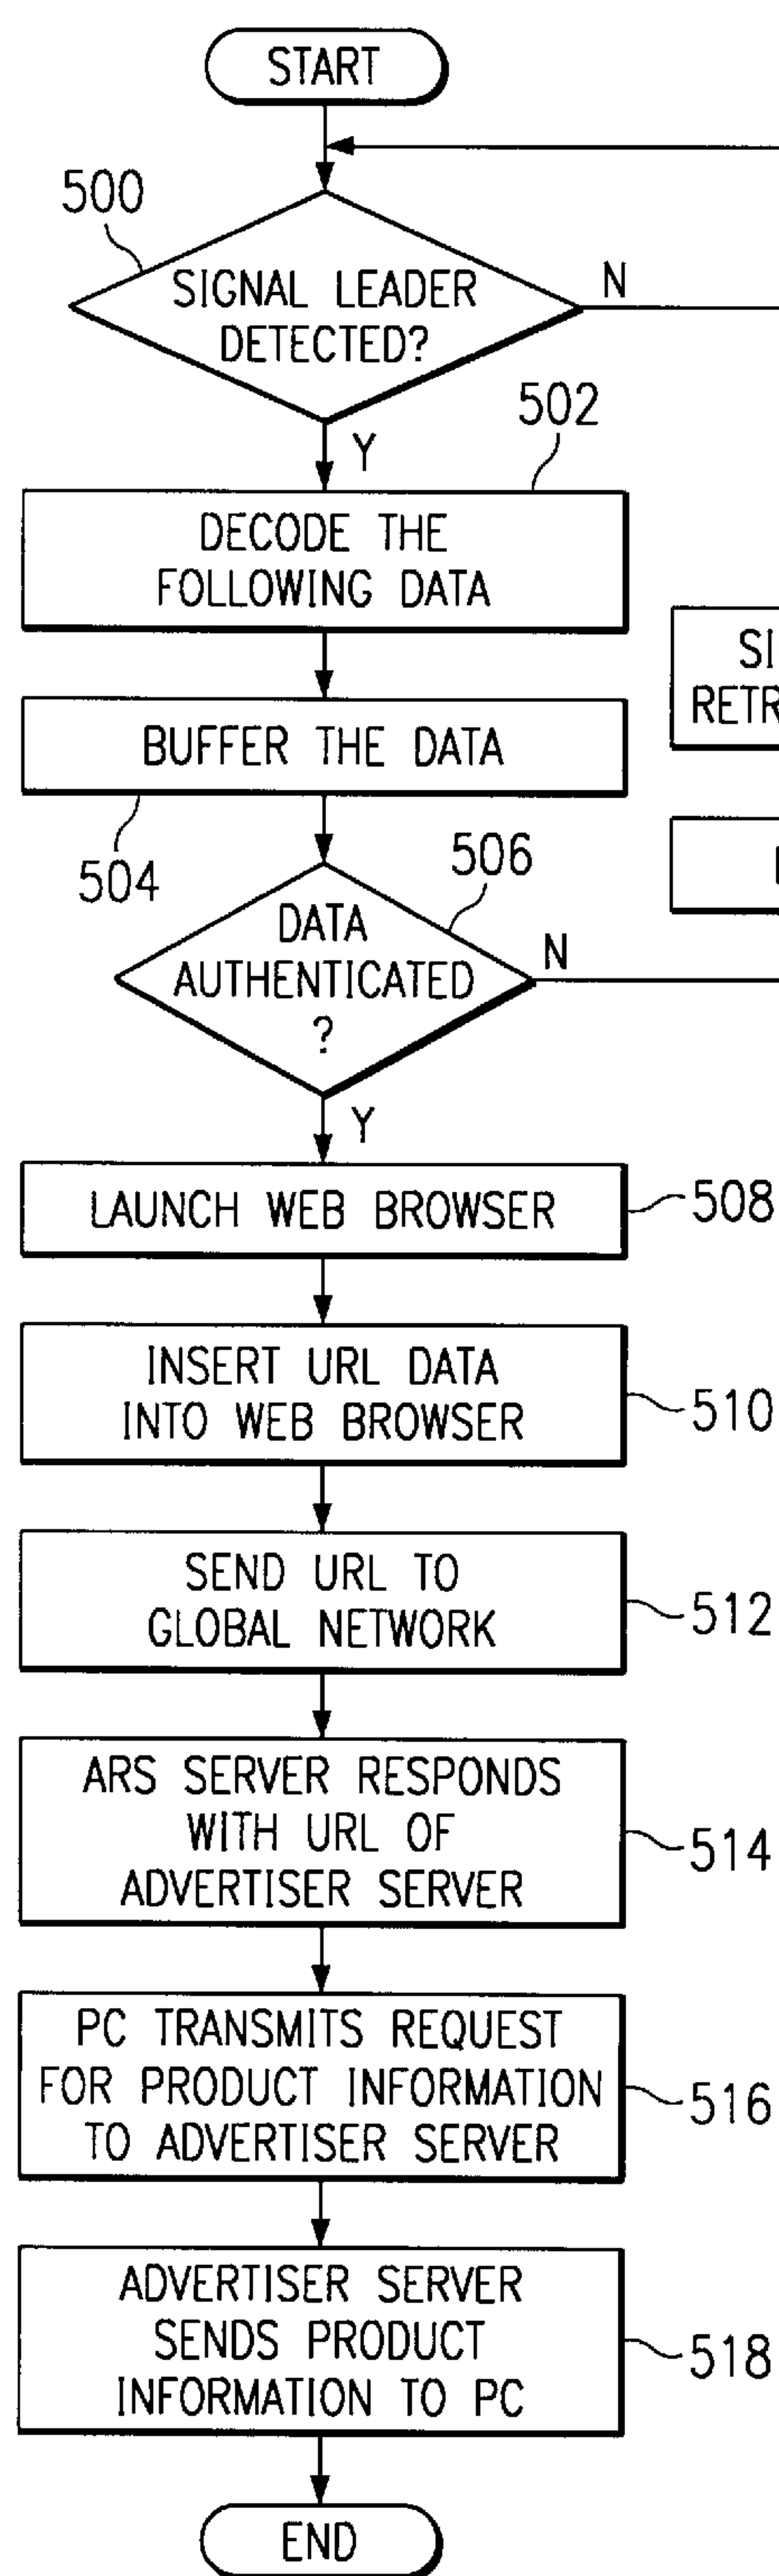 START
500
SIGNAL LEADER
DETECTED?
N
Y
502
DECODE THE
FOLLOWING DATA
BUFFER THE DATA
504
506
DATA
AUTHENTICATED
?
N
Y
LAUNCH WEB BROWSER
508
INSERT URL DATA
INTO WEB BROWSER
510
SEND URL TO
GLOBAL NETWORK
512
ARS SERVER RESPONDS
WITH URL OF
ADVERTISER SERVER
514
PC TRANSMITS REQUEST
FOR PRODUCT INFORMATION
TO ADVERTISER SERVER
516
ADVERTISER SERVER
SENDS PRODUCT
INFORMATION TO PC
518
END